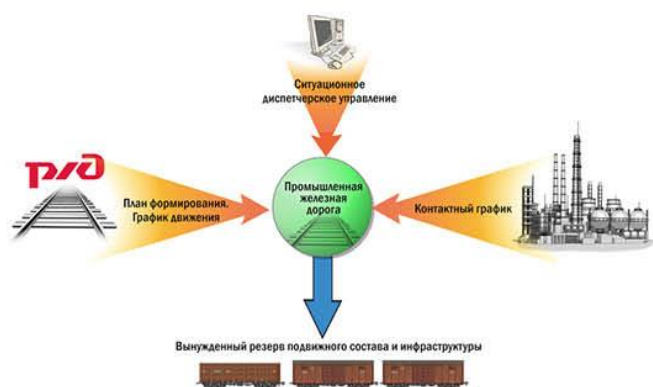 Ситуационное
диспетчерское управление
ржд
План формирования.
График движения
Промышленная
железная
дорога
Контактный график
Вынужденный резерв подвижного состава и инфраструктуры